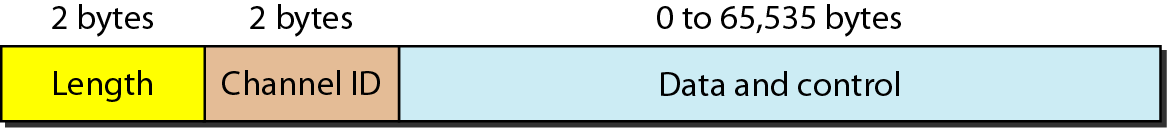 2 bytes 2 bytes 0 to 65,535 bytes
Length Channel ID Data and control